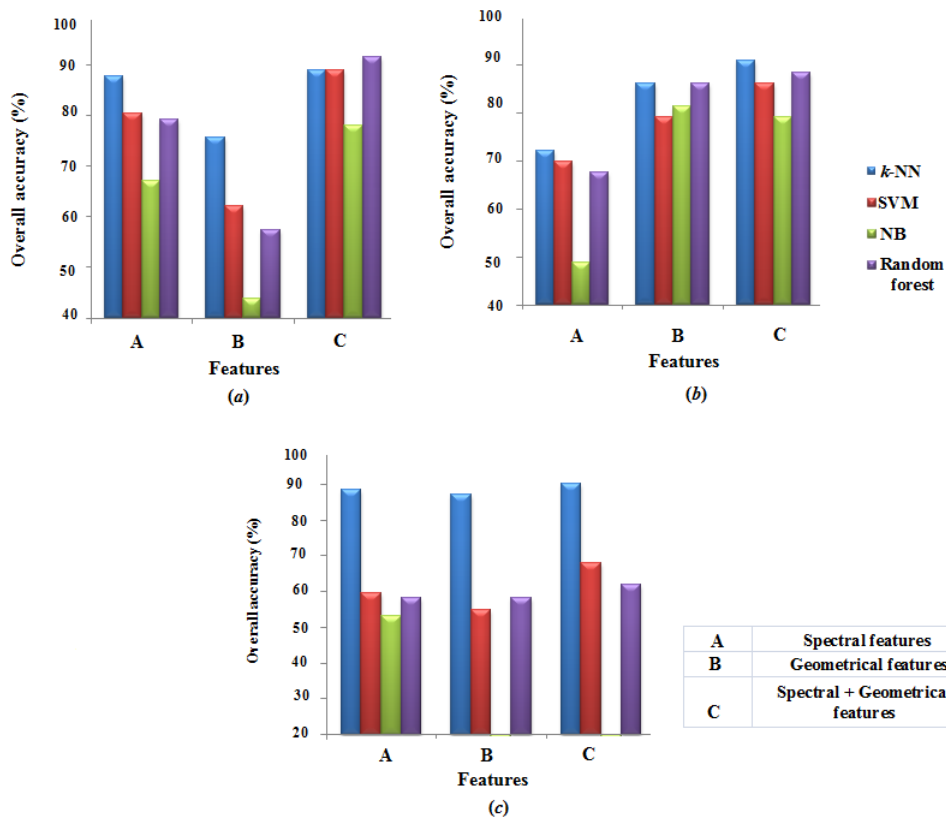 Overall accuracy (%)
100
90
80
70
60
50
40
A B C
Features
(a)
Overall accuracy (%)
100
90
80
70
60
50
40
A B C
Features
(b)
k-NN
SVM
NB
Random
forest
Overall accuracy (%)
100
90
80
70
60
50
40
30
20
A B C
Features
(c)
A Spectral features
B Geometrical features
C Spectral + Geometrica
features